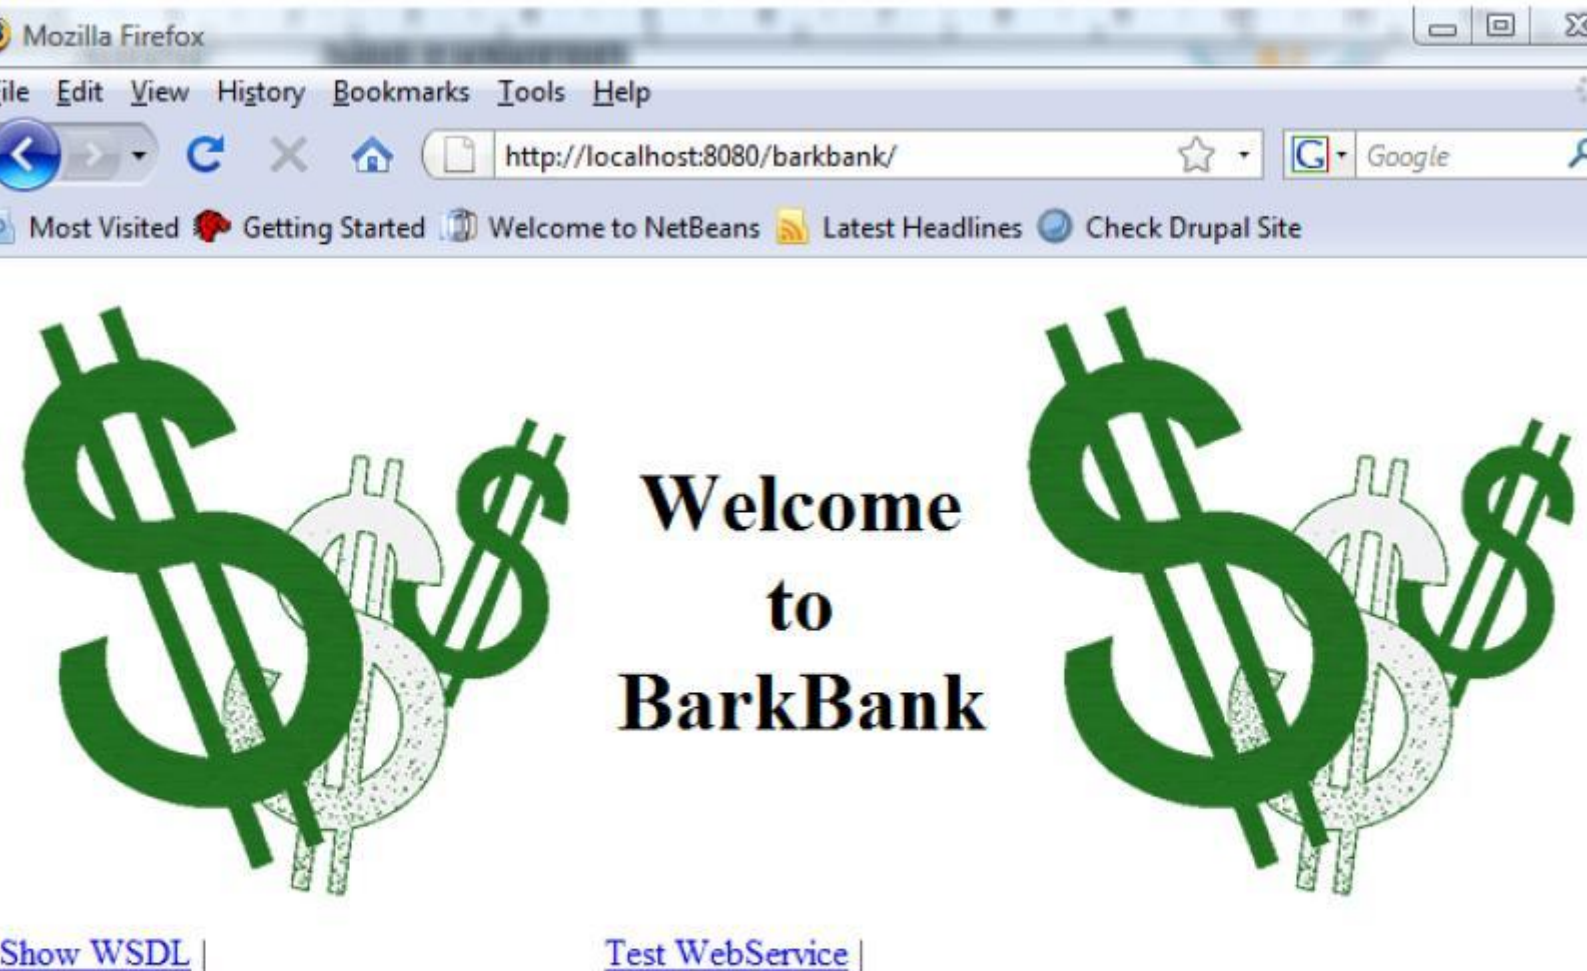 Mozilla Firefox
ile Edit View History Bookmarks Tools Help
http://localhost:8080/barkbank/ G Google
Most Visited Getting Started Welcome to NetBeans Latest Headlines Check Drupal Site
Welcome
to
BarkBank
Show WSDL | Test WebService |